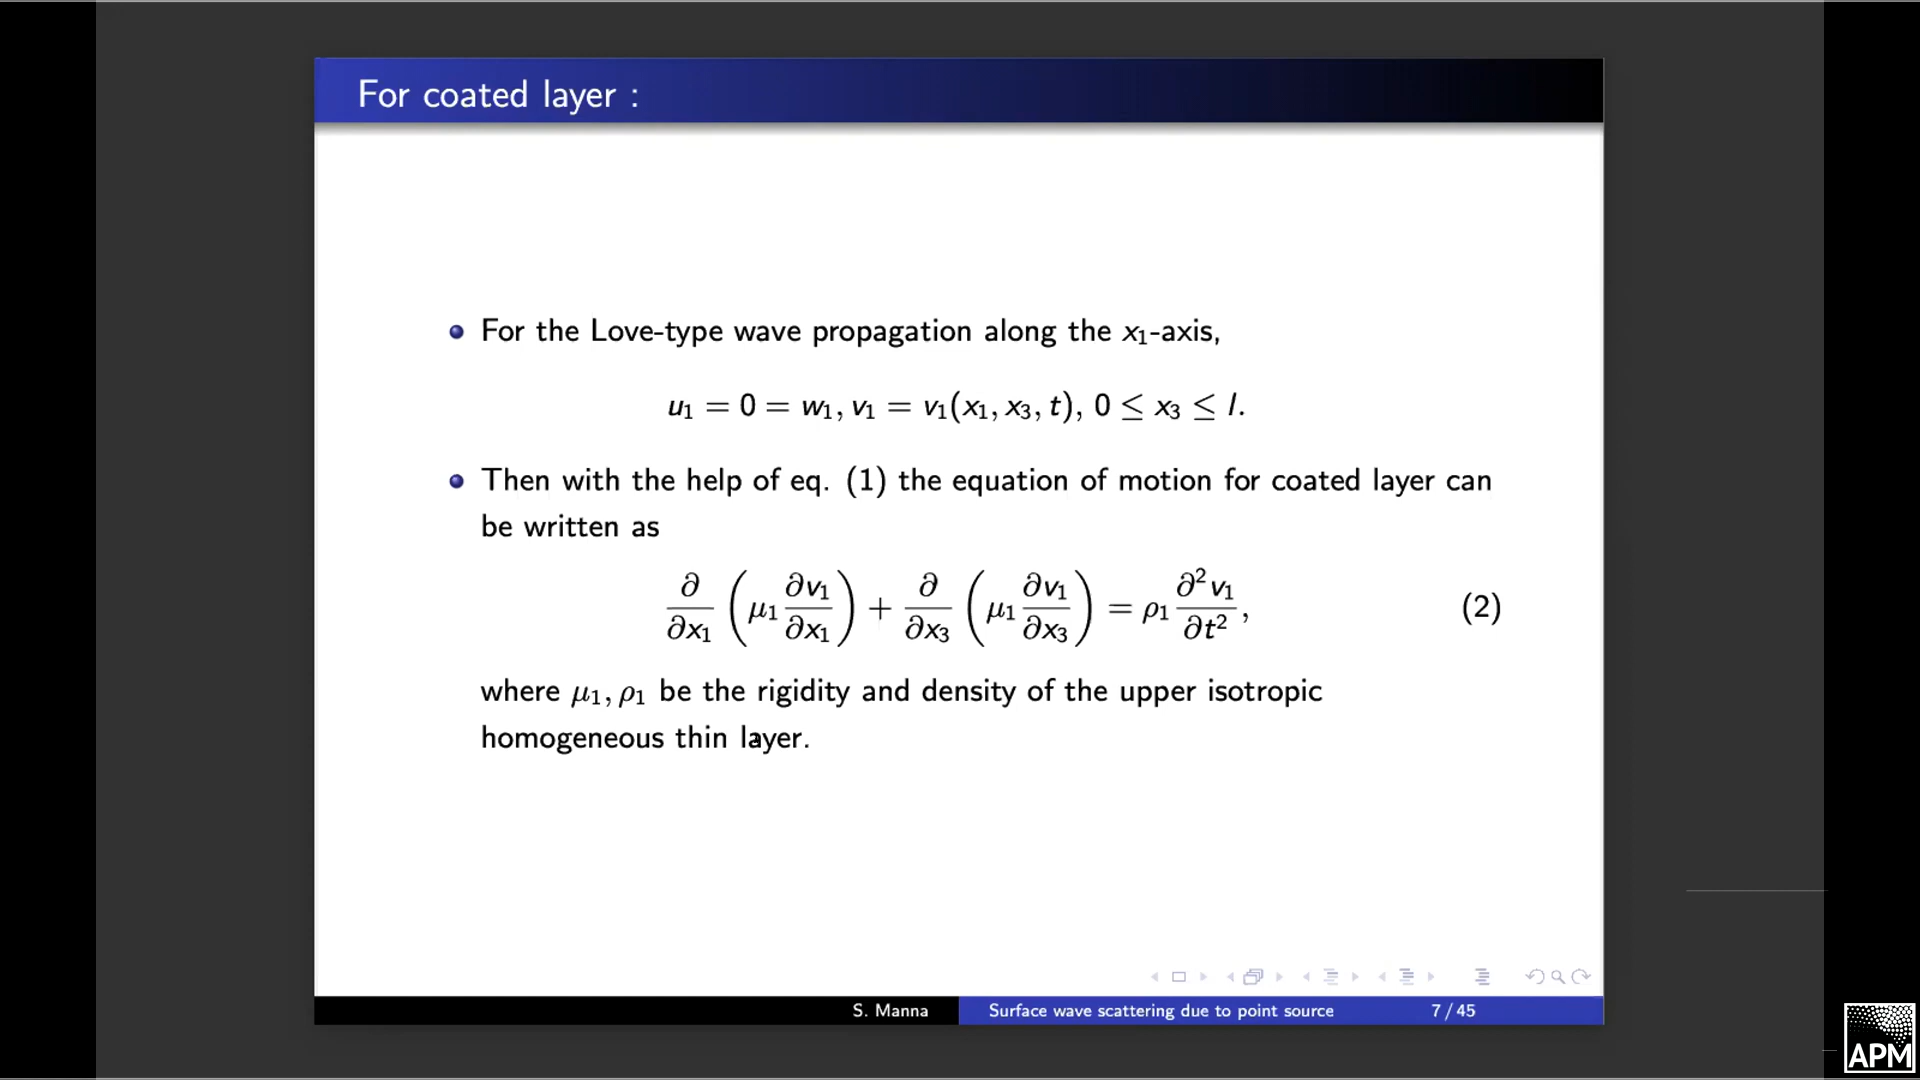 For coated layer :
For the Love-type wave propagation along the x₁-axis,
u₁ = 0 = w₁, v₁ = v₁(x₁, x₃, t), 0 ≤ x₃ ≤ l.
Then with the help of eq. (1) the equation of motion for coated layer can
be written as
∂/∂x₁ (μ₁ ∂v₁/∂x₁) + ∂/∂x₃ (μ₁ ∂v₁/∂x₃) = ρ₁ ∂²v₁/∂t², (2)
where μ₁, ρ₁ be the rigidity and density of the upper isotropic
homogeneous thin layer.
S. Manna Surface wave scattering due to point source 7 / 45
APM